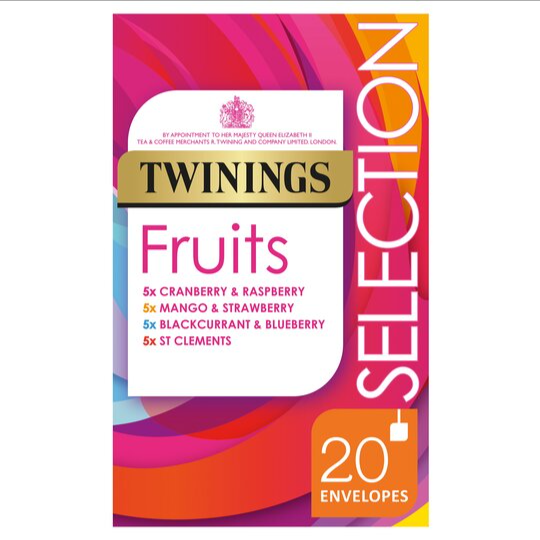 BY APPOINTMENT TO HER MAJESTY QUEEN ELIZABETH II
TEA & COFFEE MERCHANTS R. TWINING AND COMPANY LIMITED. LONDON.
TWININGS
Fruits
5x CRANBERRY & RASPBERRY
5x MANGO & STRAWBERRY
5x BLACKCURRANT & BLUEBERRY
5x ST CLEMENTS
SELECTION
20
ENVELOPES